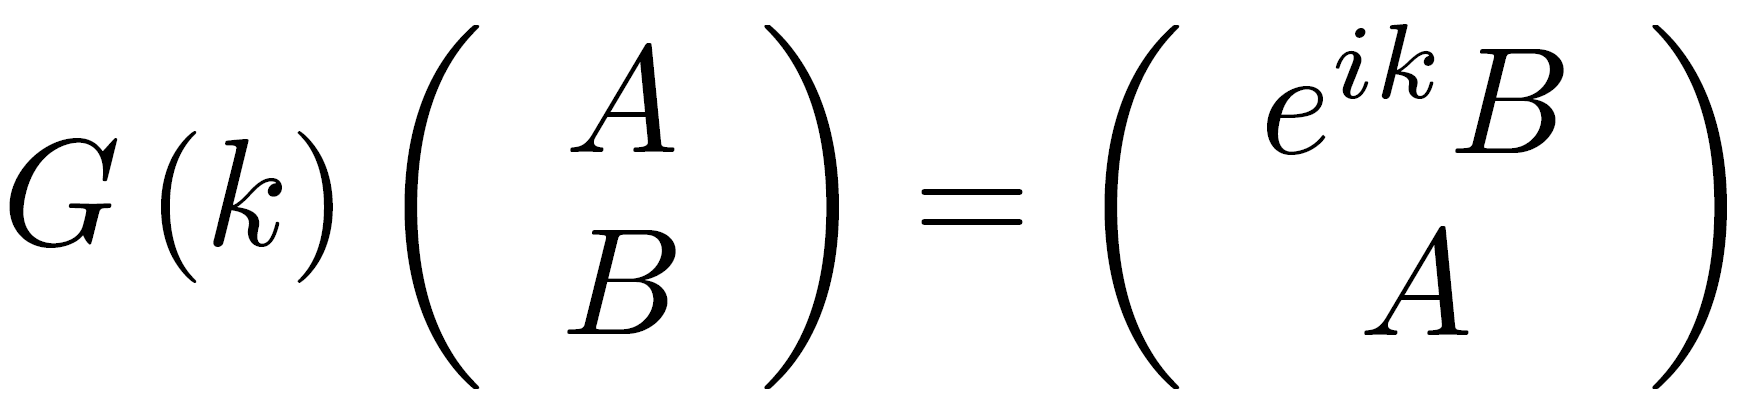 G (k) ( A B ) = ( e^{ik} B A )